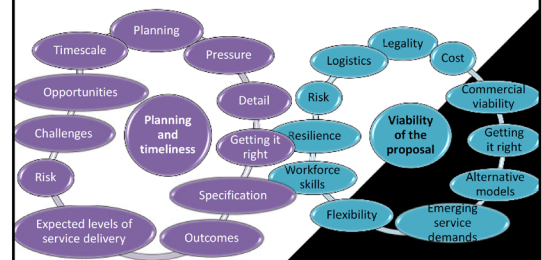 Planning
Timescale
Pressure
Opportunities
Detail
Challenges
Planning
and
timeliness
Getting it
right
Risk
Specification
Expected levels of
service delivery
Outcomes
Legality
Logistics
Cost
Risk
Commercial
viability
Resilience
Viability
of the
proposal
Getting it
right
Workforce
skills
Alternative
models
Flexibility
Emerging
service
demands